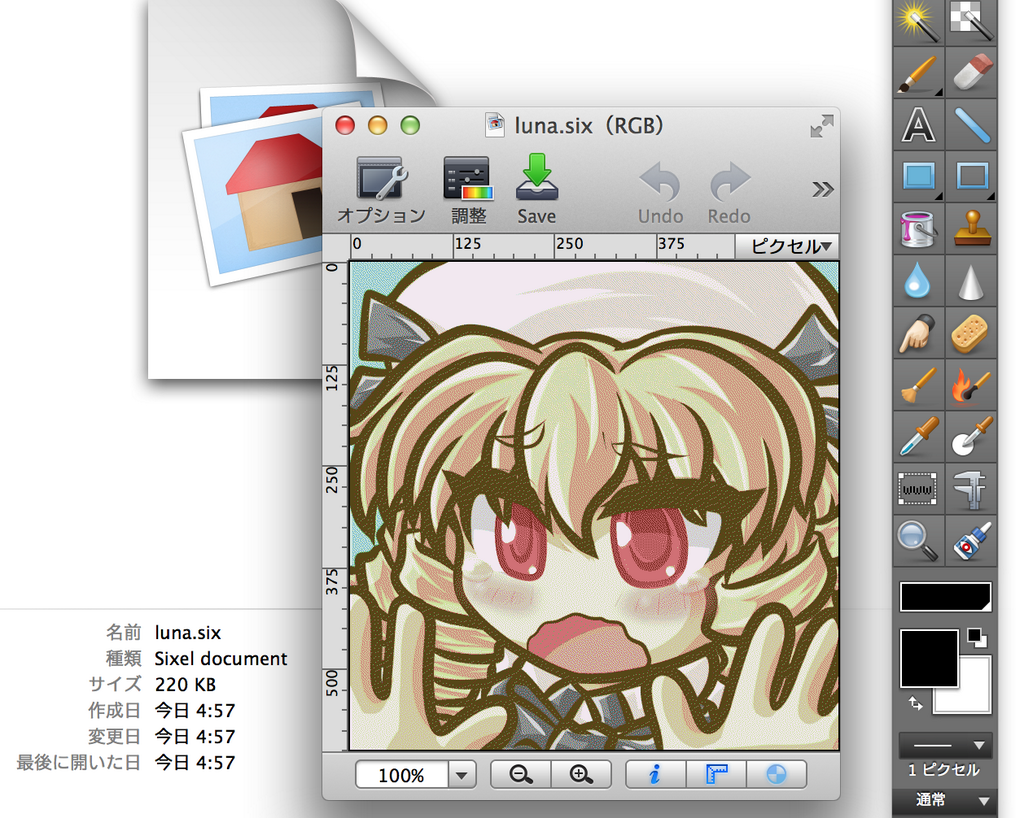 luna.six（RGB）
オプション
調整
Save
Undo
Redo
0
125
250
375
ピクセル
0
125
250
375
500
100%
名前 luna.six
種類 Sixel document
サイズ 220 KB
作成日 今日 4:57
変更日 今日 4:57
最後に開いた日 今日 4:57
A
WWW
1 ピクセル
通常